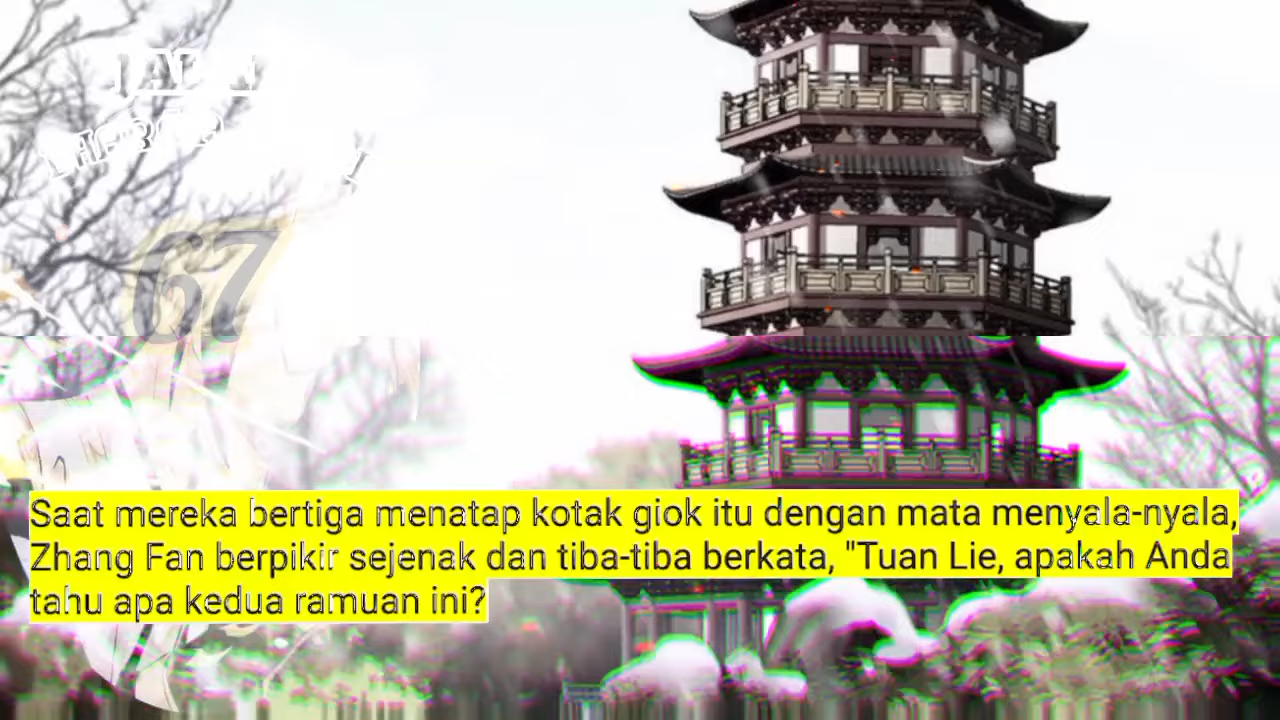 67
Saat mereka bertiga menatap kotak giok itu dengan mata menyala-nyala,
Zhang Fan berpikir sejenak dan tiba-tiba berkata, "Tuan Lie, apakah Anda
tahu apa kedua ramuan ini?